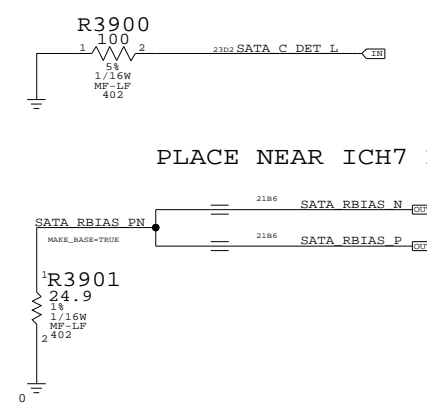 R3900
100
1 2
23D2 SATA_C_DET_L IN
5%
1/16W
MF-LF
402
PLACE NEAR ICH7
21B6 SATA_RBIAS_N
SATA_RBIAS_PN
MAKE_BASE=TRUE
21B6 SATA_RBIAS_P
1
R3901
24.9
1%
1/16W
MF-LF
402
2
0